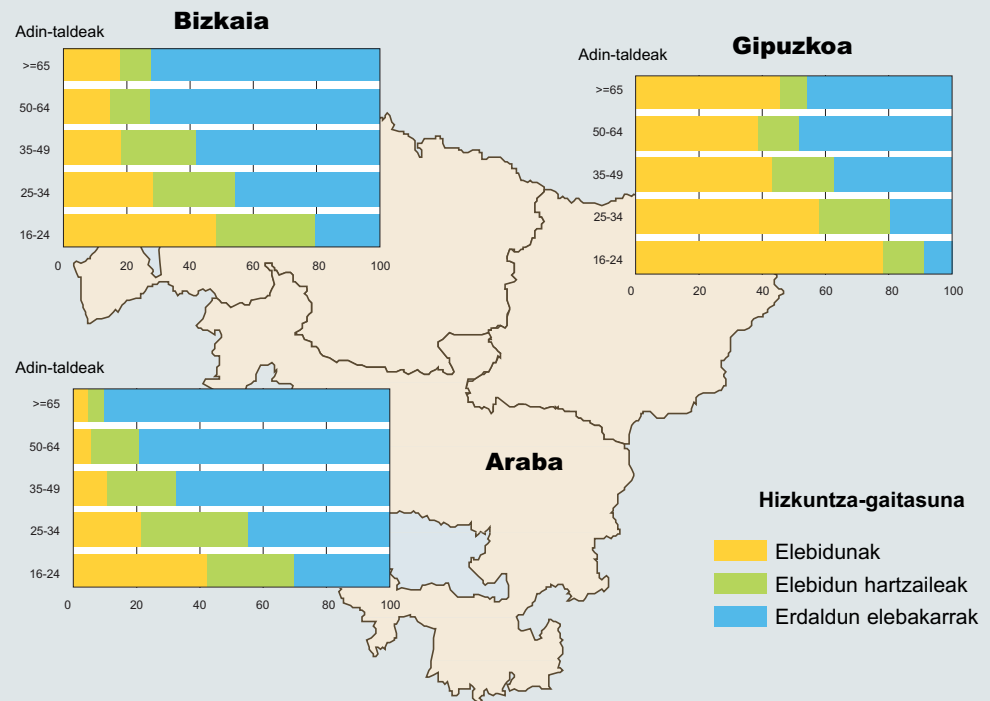 Bizkaia
Adin-taldeak
>=65
50-64
35-49
25-34
16-24
0 20 40 60 80 100
Gipuzkoa
Adin-taldeak
>=65
50-64
35-49
25-34
16-24
0 20 40 60 80 100
Adin-taldeak
>=65
50-64
35-49
25-34
16-24
0 20 40 60 80 100
Araba
Hizkuntza-gaitasuna
Elebidunak
Elebidun hartzaileak
Erdaldun elebakarrak